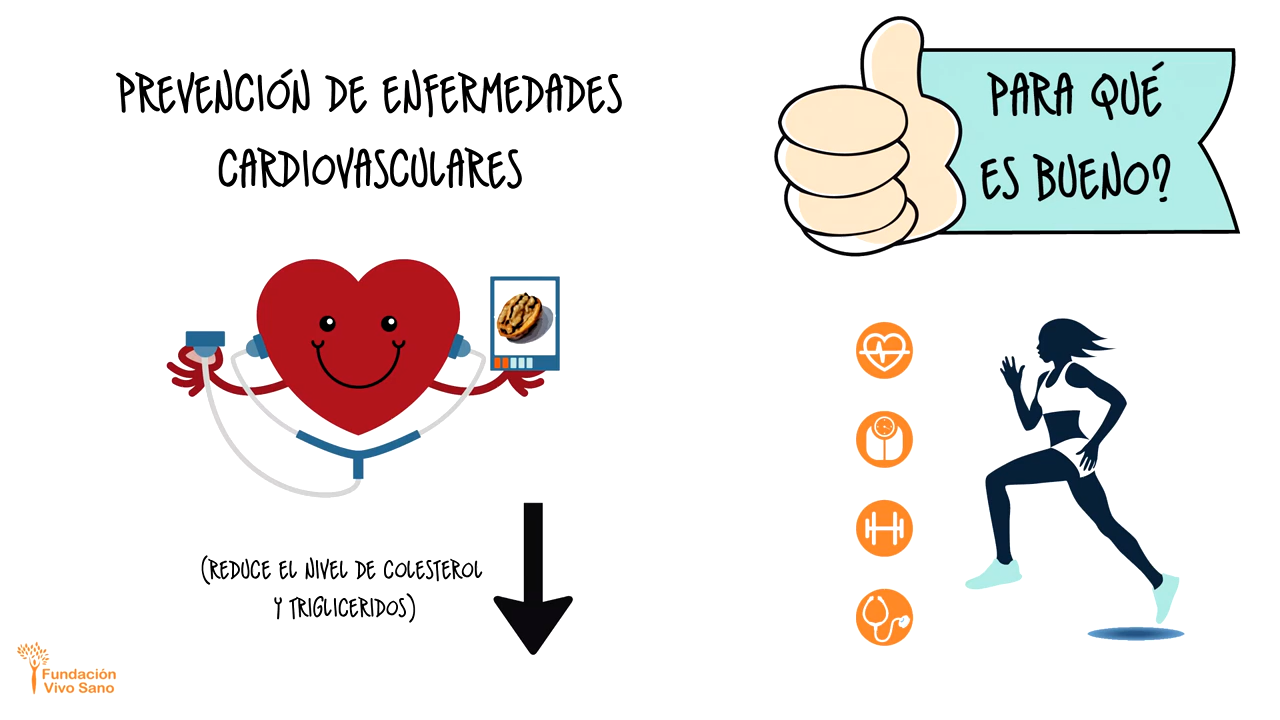 PREVENCIÓN DE ENFERMEDADES
CARDIOVASCULARES
PARA QUÉ
ES BUENO?
(REDUCE EL NIVEL DE COLESTEROL
Y TRIGLICERIDOS)
Fundación
Vivo Sano